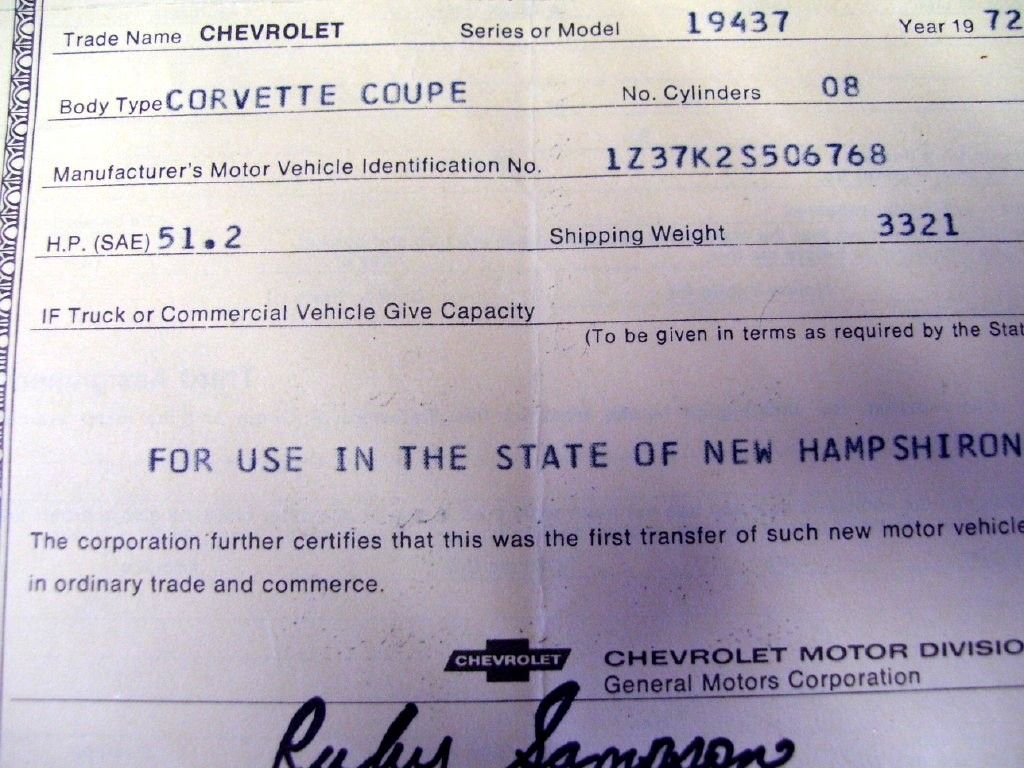 Trade Name CHEVROLET Series or Model 19437 Year 19 72
Body Type CORVETTE COUPE No. Cylinders 08
Manufacturer's Motor Vehicle Identification No. 1Z37K2S506768
H.P. (SAE) 51.2 Shipping Weight 3321
IF Truck or Commercial Vehicle Give Capacity
(To be given in terms as required by the Stat
FOR USE IN THE STATE OF NEW HAMPSHIRON
The corporation further certifies that this was the first transfer of such new motor vehicle
in ordinary trade and commerce.
CHEVROLET CHEVROLET MOTOR DIVISIO
General Motors Corporation
Ruby Sampson